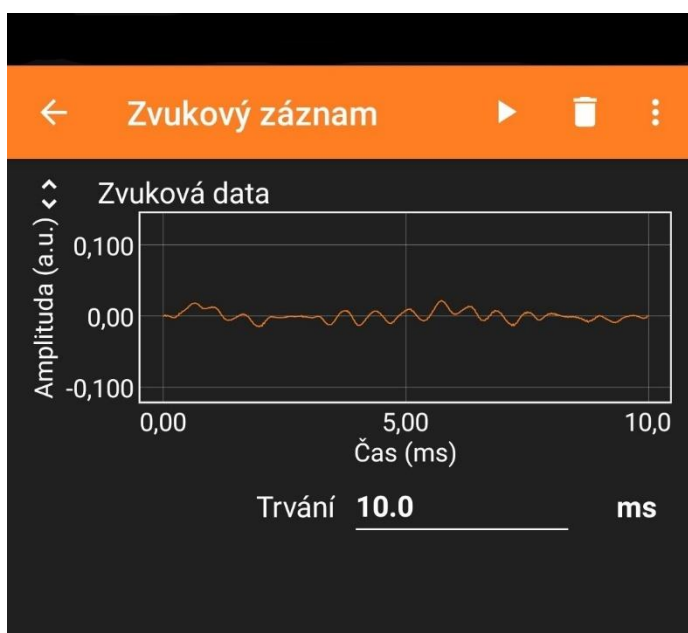 Zvukový záznam
Zvuková data
Amplituda (a.u.)
0,100
0,00
-0,100
0,00 5,00 10,0
Čas (ms)
Trvání 10.0 ms